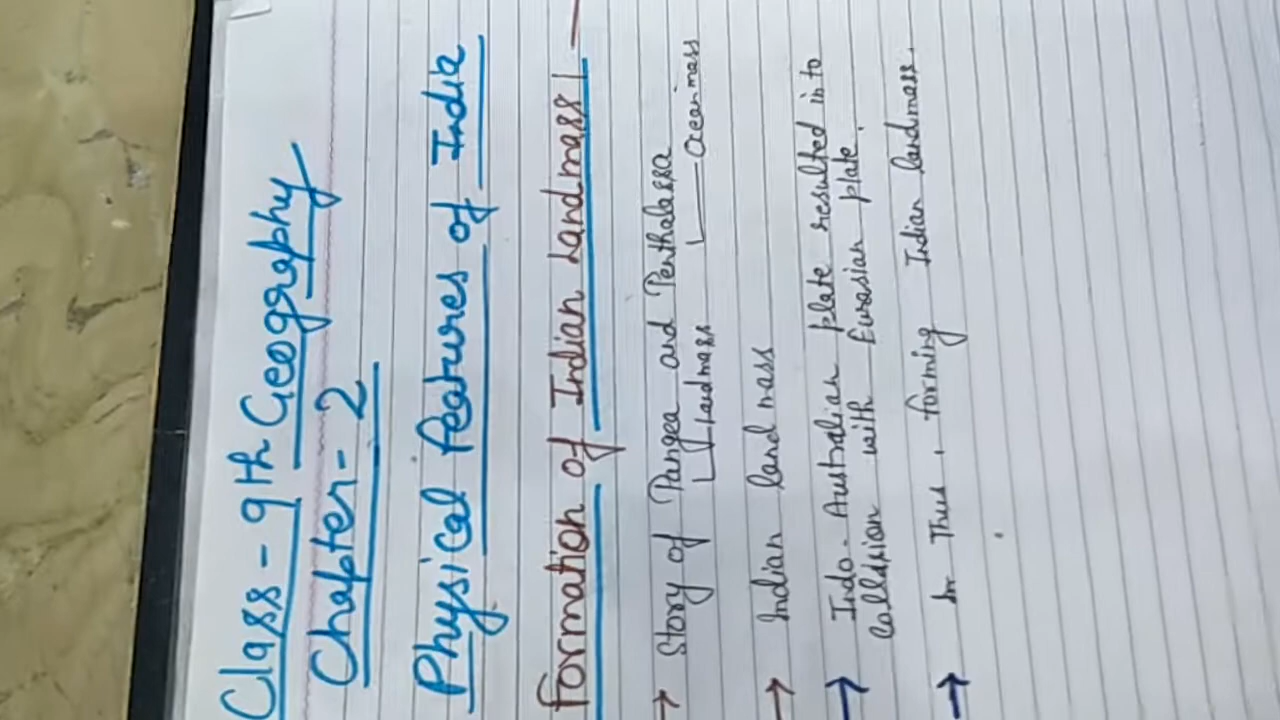 Class - 9th Geography
Chapter - 2
Physical features of India
Formation of Indian Landmass! —
→ Story of Pangea and Penthalassa
Landmass Ocean mass
→ Indian land mass
→ Indo - Australian plate resulted in to
Collision with Eurasian plate.
→ Thus, forming Indian landmass.